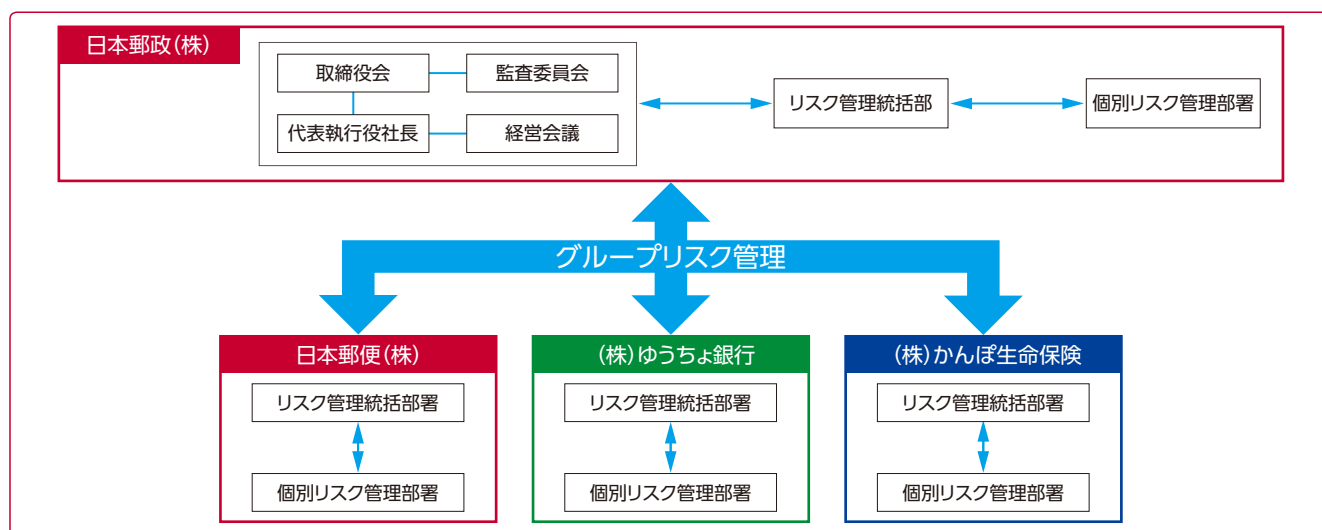 日本郵政(株)
取締役会
監査委員会
代表執行役社長
経営会議
リスク管理統括部
個別リスク管理部署
グループリスク管理
日本郵便(株)
リスク管理統括部署
個別リスク管理部署
(株)ゆうちょ銀行
リスク管理統括部署
個別リスク管理部署
(株)かんぽ生命保険
リスク管理統括部署
個別リスク管理部署